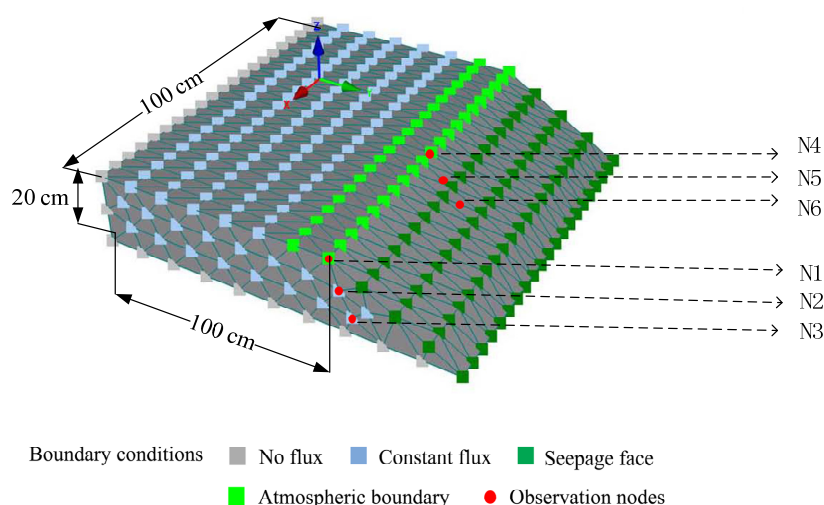 Z
X
100 cm
20 cm
100 cm
N4
N5
N6
N1
N2
N3
Boundary conditions No flux Constant flux Seepage face
Atmospheric boundary Observation nodes